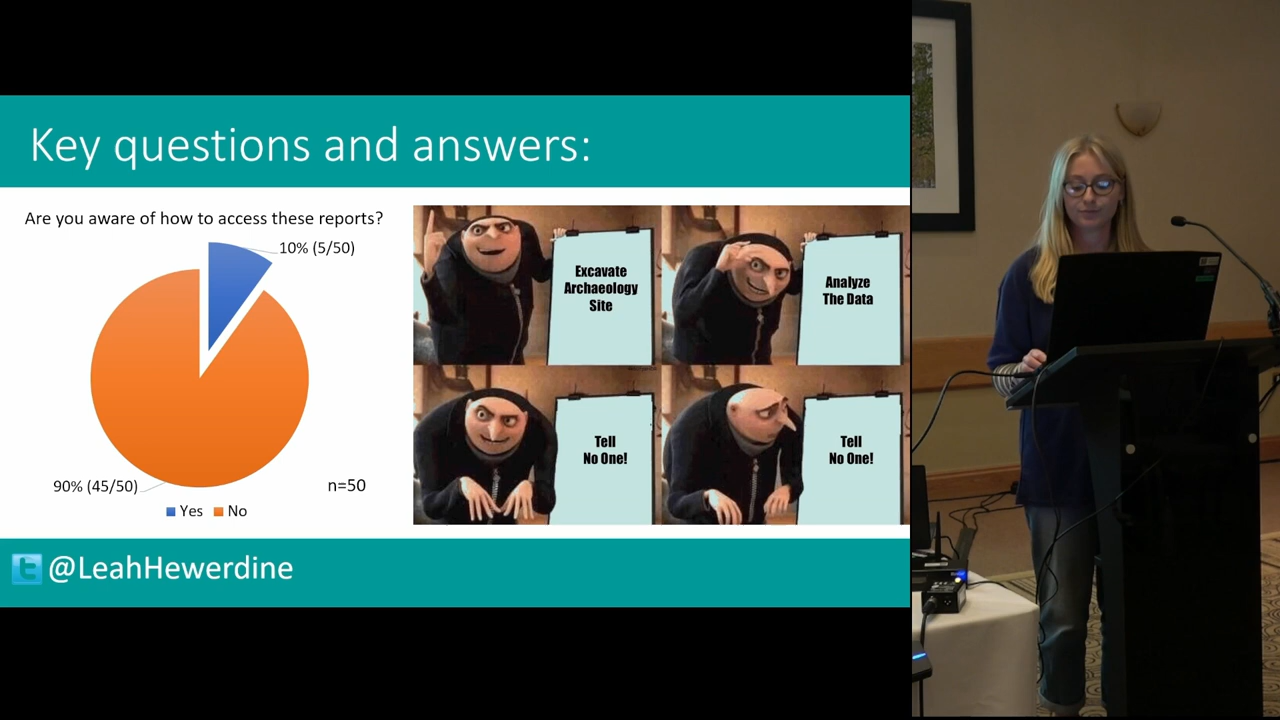 Key questions and answers:
Are you aware of how to access these reports?
10% (5/50)
90% (45/50)
n=50
Yes
No
Excavate
Archaeology
Site
Analyze
The Data
Tell
No One!
Tell
No One!
@LeahHewerdine